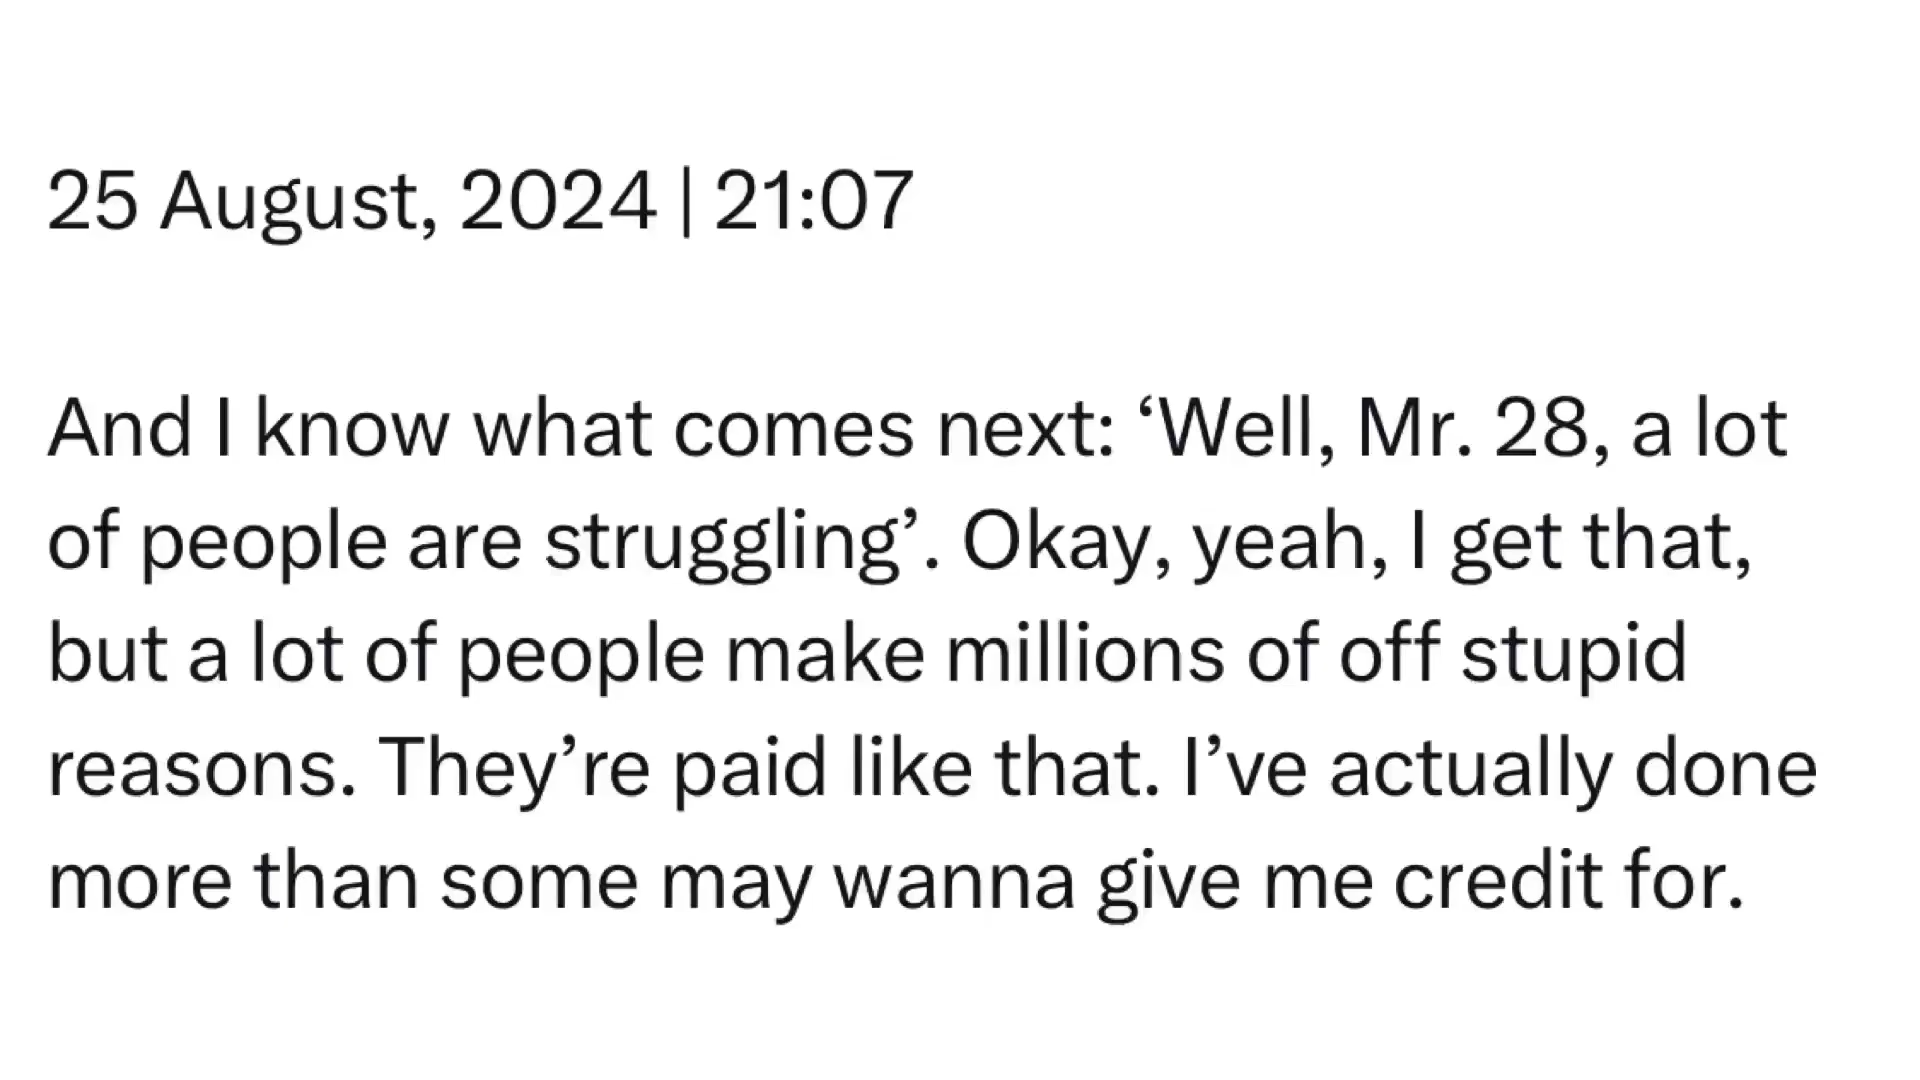 25 August, 2024 | 21:07
And I know what comes next: ‘Well, Mr. 28, a lot
of people are struggling’. Okay, yeah, I get that,
but a lot of people make millions of off stupid
reasons. They’re paid like that. I’ve actually done
more than some may wanna give me credit for.